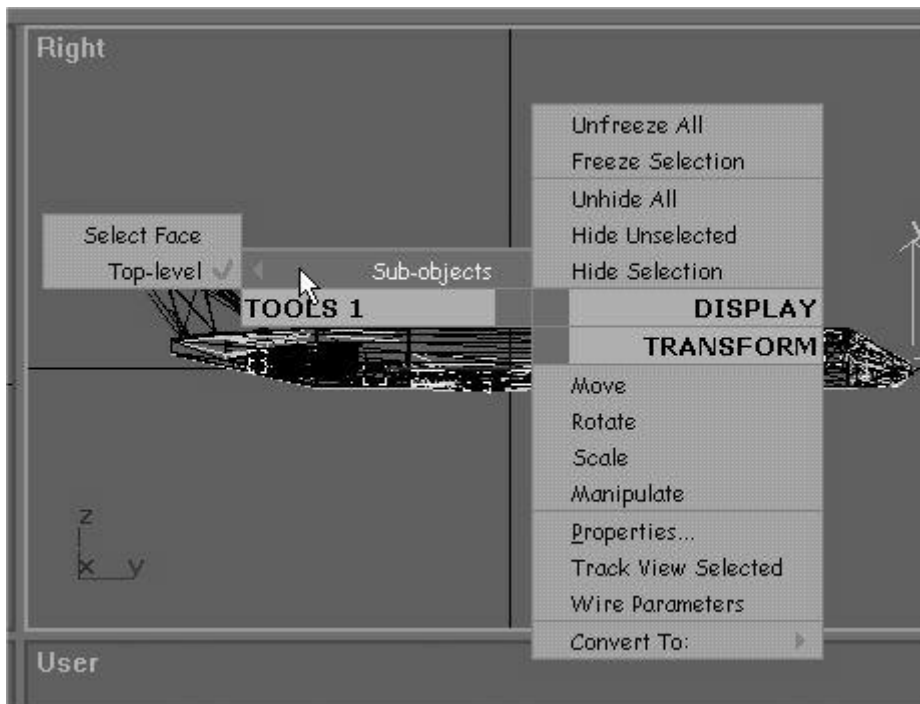 Right
Unfreeze All
Freeze Selection
Unhide All
Hide Unselected
Hide Selection
Select Face
Top-level
Sub-objects
TOOLS 1
DISPLAY
TRANSFORM
Move
Rotate
Scale
Manipulate
Properties...
Track View Selected
Wire Parameters
Convert To:
z
x y
y
User